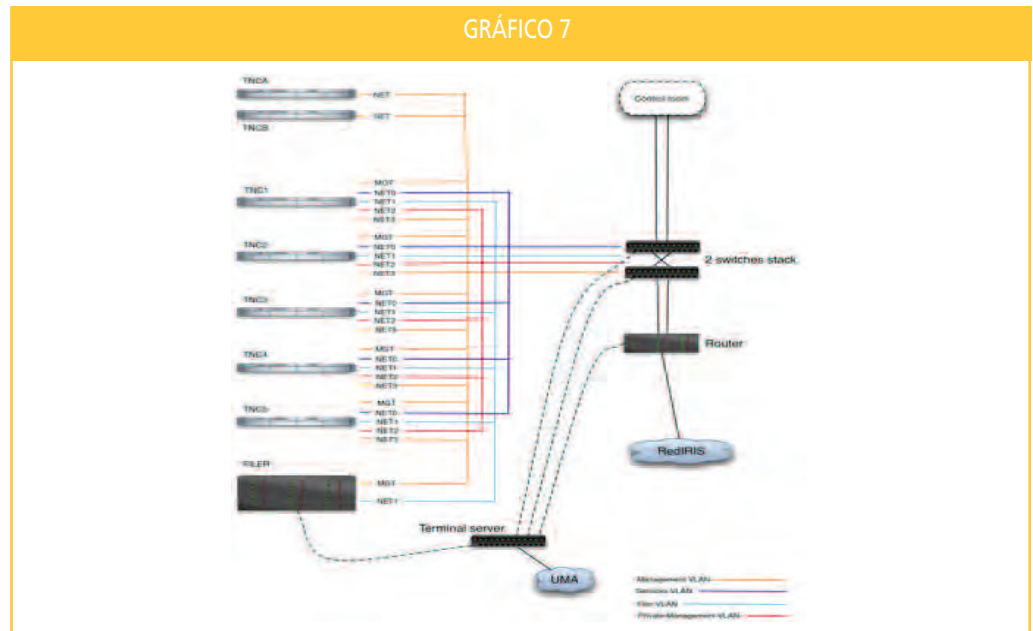 GRÁFICO 7
TNCA
NET
NET
TNCB
Control room
TNC1
MGT
NET0
NET1
NET2
NET3
TNC2
MGT
NET0
NET1
NET2
NET3
2 switches stack
TNC3
MGT
NET0
NET1
NET2
NET3
Router
TNC4
MGT
NET0
NET1
NET2
NET3
TNC5
MGT
NET0
NET1
NET2
NET3
RedIRIS
FILER
MGT
NET1
Terminal server
UMA
Management VLAN
Services VLAN
Filer VLAN
Private Management VLAN